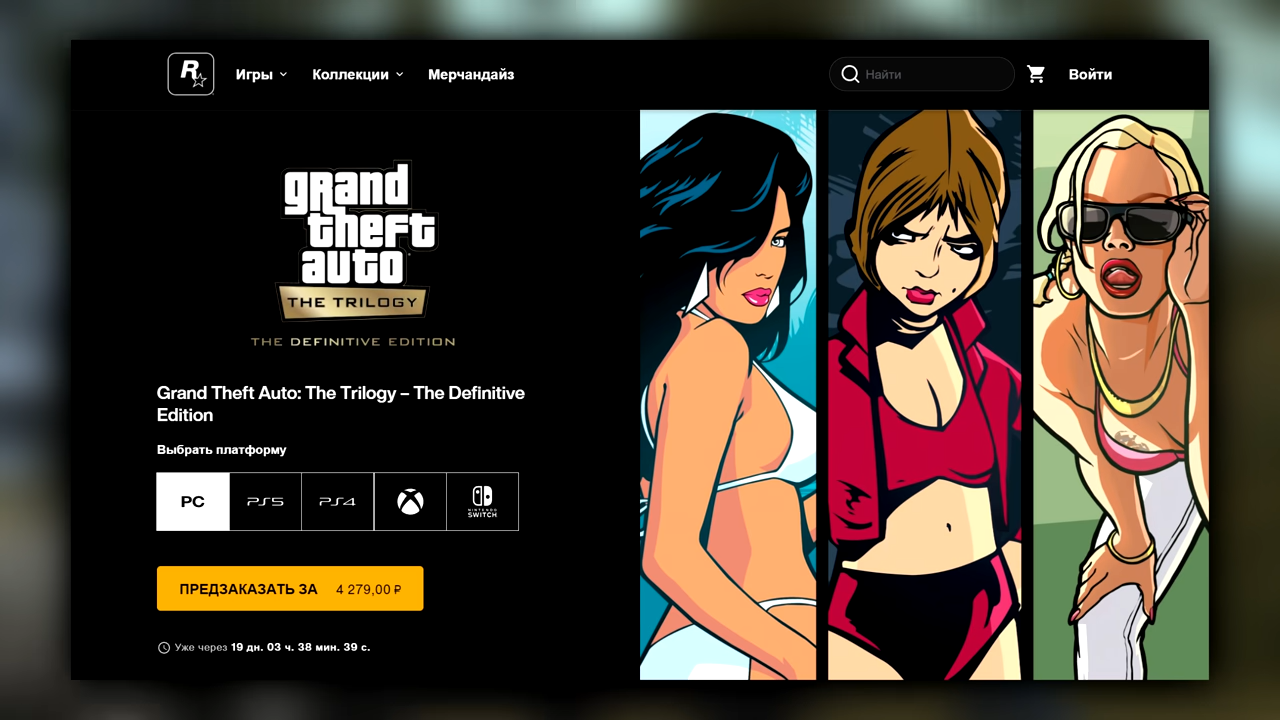 R
Игры
Коллекции
Мерчандайз
Найти
Войти
grand
theft
auto
THE TRILOGY
THE DEFINITIVE EDITION
Grand Theft Auto: The Trilogy – The Definitive
Edition
Выбрать платформу
PC
PS5
PS4
NINTENDO
SWITCH
ПРЕДЗАКАЗАТЬ ЗА 4 279,00 ₽
Уже через 19 дн. 03 ч. 38 мин. 39 с.